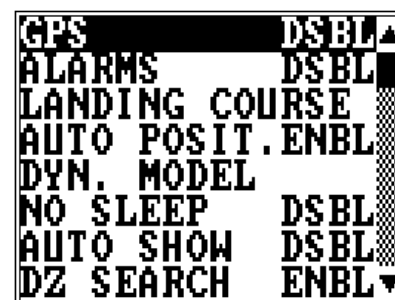 GPS DSBL
ALARMS DSBL
LANDING COURSE
AUTO POSIT. ENBL
DYN. MODEL
NO SLEEP DSBL
AUTO SHOW DSBL
DZ SEARCH ENBL